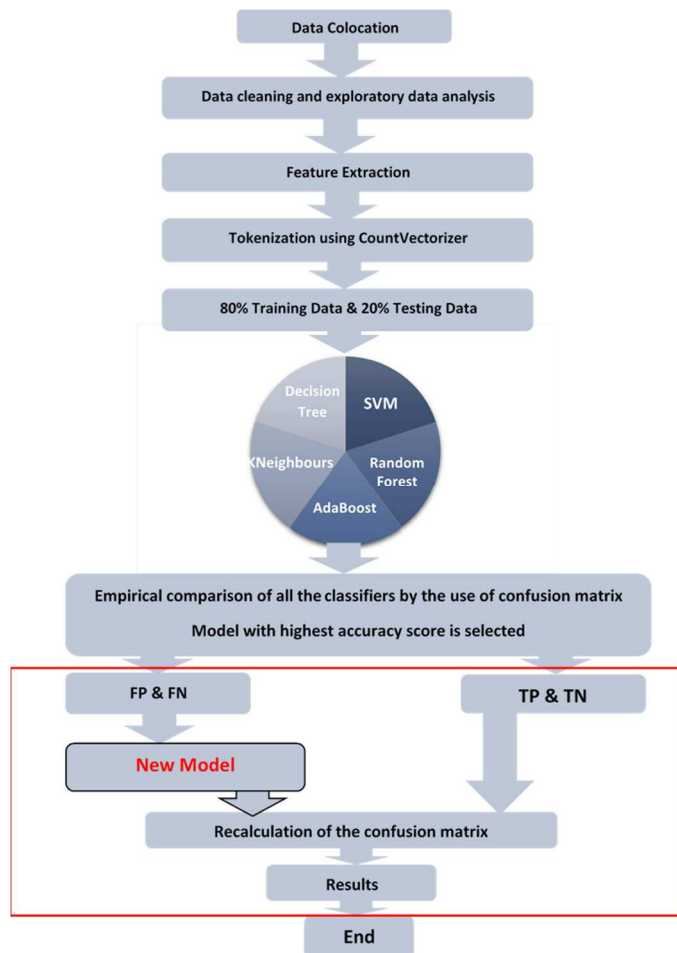 Data Colocation
Data cleaning and exploratory data analysis
Feature Extraction
Tokenization using CountVectorizer
80% Training Data & 20% Testing Data
Decision
Tree
SVM
KNeighbours
Random
Forest
AdaBoost
Empirical comparison of all the classifiers by the use of confusion matrix
Model with highest accuracy score is selected
FP & FN
TP & TN
New Model
Recalculation of the confusion matrix
Results
End